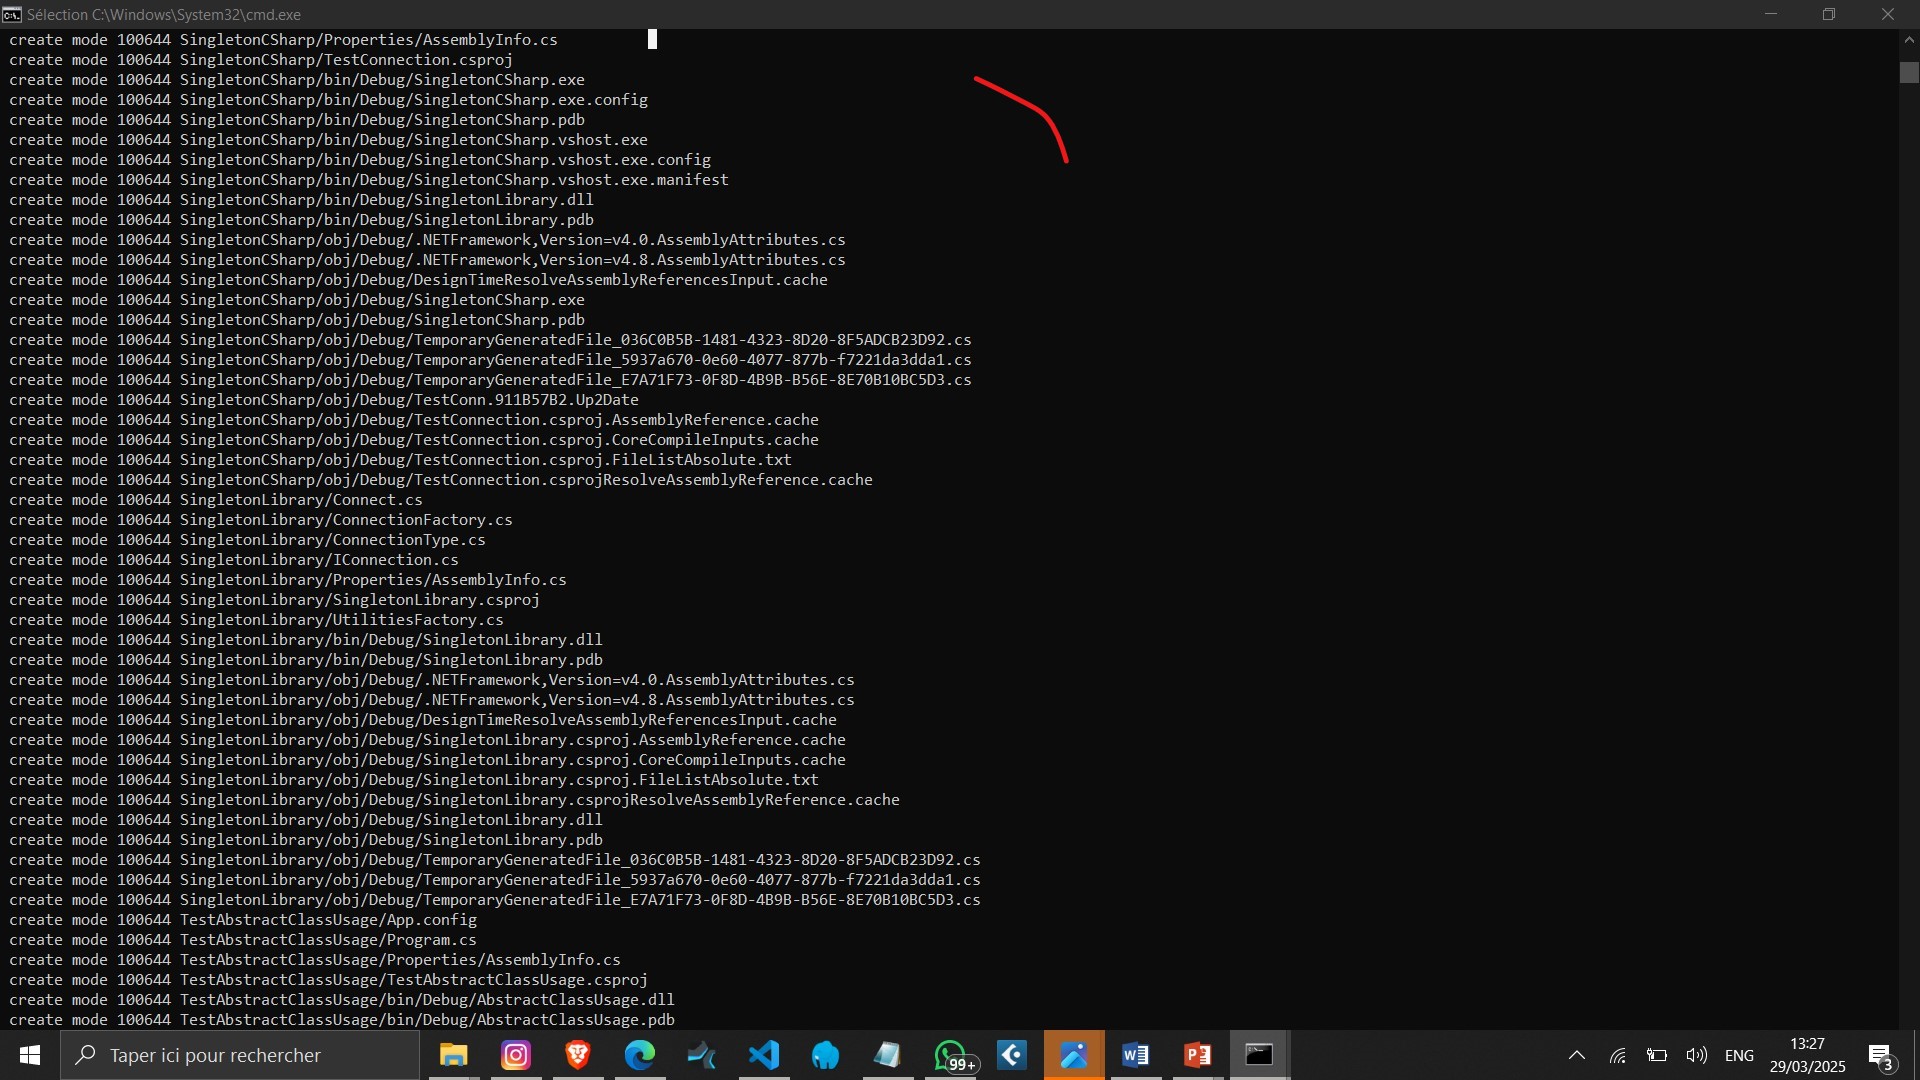 Sélection C:\Windows\System32\cmd.exe
create mode 100644 SingletonCSharp/Properties/AssemblyInfo.cs
create mode 100644 SingletonCSharp/TestConnection.csproj
create mode 100644 SingletonCSharp/bin/Debug/SingletonCSharp.exe
create mode 100644 SingletonCSharp/bin/Debug/SingletonCSharp.exe.config
create mode 100644 SingletonCSharp/bin/Debug/SingletonCSharp.pdb
create mode 100644 SingletonCSharp/bin/Debug/SingletonCSharp.vshost.exe
create mode 100644 SingletonCSharp/bin/Debug/SingletonCSharp.vshost.exe.config
create mode 100644 SingletonCSharp/bin/Debug/SingletonCSharp.vshost.exe.manifest
create mode 100644 SingletonCSharp/bin/Debug/SingletonLibrary.dll
create mode 100644 SingletonCSharp/bin/Debug/SingletonLibrary.pdb
create mode 100644 SingletonCSharp/obj/Debug/.NETFramework,Version=v4.0.AssemblyAttributes.cs
create mode 100644 SingletonCSharp/obj/Debug/.NETFramework,Version=v4.8.AssemblyAttributes.cs
create mode 100644 SingletonCSharp/obj/Debug/DesignTimeResolveAssemblyReferencesInput.cache
create mode 100644 SingletonCSharp/obj/Debug/SingletonCSharp.exe
create mode 100644 SingletonCSharp/obj/Debug/SingletonCSharp.pdb
create mode 100644 SingletonCSharp/obj/Debug/TemporaryGeneratedFile_036C0B5B-1481-4323-8D20-8F5ADCB23D92.cs
create mode 100644 SingletonCSharp/obj/Debug/TemporaryGeneratedFile_5937a670-0e60-4077-877b-f7221da3dda1.cs
create mode 100644 SingletonCSharp/obj/Debug/TemporaryGeneratedFile_E7A71F73-0F8D-4B9B-B56E-8E70B10BC5D3.cs
create mode 100644 SingletonCSharp/obj/Debug/TestConn.911B57B2.Up2Date
create mode 100644 SingletonCSharp/obj/Debug/TestConnection.csproj.AssemblyReference.cache
create mode 100644 SingletonCSharp/obj/Debug/TestConnection.csproj.CoreCompileInputs.cache
create mode 100644 SingletonCSharp/obj/Debug/TestConnection.csproj.FileListAbsolute.txt
create mode 100644 SingletonCSharp/obj/Debug/TestConnection.csprojResolveAssemblyReference.cache
create mode 100644 SingletonLibrary/Connect.cs
create mode 100644 SingletonLibrary/ConnectionFactory.cs
create mode 100644 SingletonLibrary/ConnectionType.cs
create mode 100644 SingletonLibrary/IConnection.cs
create mode 100644 SingletonLibrary/Properties/AssemblyInfo.cs
create mode 100644 SingletonLibrary/SingletonLibrary.csproj
create mode 100644 SingletonLibrary/UtilitiesFactory.cs
create mode 100644 SingletonLibrary/bin/Debug/SingletonLibrary.dll
create mode 100644 SingletonLibrary/bin/Debug/SingletonLibrary.pdb
create mode 100644 SingletonLibrary/obj/Debug/.NETFramework,Version=v4.0.AssemblyAttributes.cs
create mode 100644 SingletonLibrary/obj/Debug/.NETFramework,Version=v4.8.AssemblyAttributes.cs
create mode 100644 SingletonLibrary/obj/Debug/DesignTimeResolveAssemblyReferencesInput.cache
create mode 100644 SingletonLibrary/obj/Debug/SingletonLibrary.csproj.AssemblyReference.cache
create mode 100644 SingletonLibrary/obj/Debug/SingletonLibrary.csproj.CoreCompileInputs.cache
create mode 100644 SingletonLibrary/obj/Debug/SingletonLibrary.csproj.FileListAbsolute.txt
create mode 100644 SingletonLibrary/obj/Debug/SingletonLibrary.csprojResolveAssemblyReference.cache
create mode 100644 SingletonLibrary/obj/Debug/SingletonLibrary.dll
create mode 100644 SingletonLibrary/obj/Debug/SingletonLibrary.pdb
create mode 100644 SingletonLibrary/obj/Debug/TemporaryGeneratedFile_036C0B5B-1481-4323-8D20-8F5ADCB23D92.cs
create mode 100644 SingletonLibrary/obj/Debug/TemporaryGeneratedFile_5937a670-0e60-4077-877b-f7221da3dda1.cs
create mode 100644 SingletonLibrary/obj/Debug/TemporaryGeneratedFile_E7A71F73-0F8D-4B9B-B56E-8E70B10BC5D3.cs
create mode 100644 TestAbstractClassUsage/App.config
create mode 100644 TestAbstractClassUsage/Program.cs
create mode 100644 TestAbstractClassUsage/Properties/AssemblyInfo.cs
create mode 100644 TestAbstractClassUsage/TestAbstractClassUsage.csproj
create mode 100644 TestAbstractClassUsage/bin/Debug/AbstractClassUsage.dll
create mode 100644 TestAbstractClassUsage/bin/Debug/AbstractClassUsage.pdb
Taper ici pour rechercher
99+
ENG
13:27
29/03/2025
3